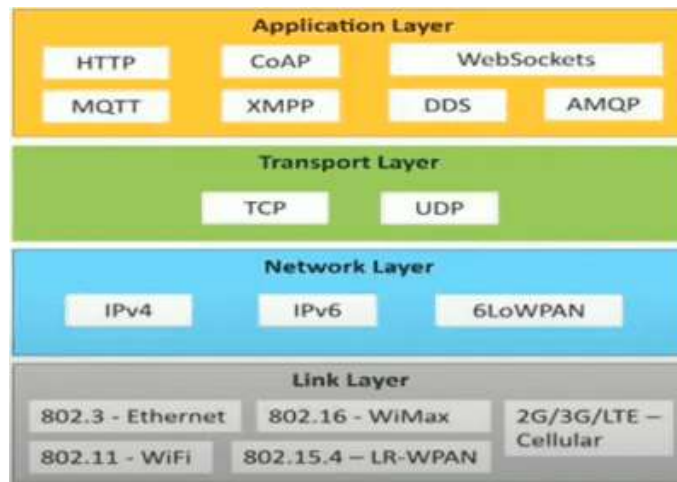 Application Layer
HTTP CoAP WebSockets
MQTT XMPP DDS AMQP
Transport Layer
TCP UDP
Network Layer
IPv4 IPv6 6LoWPAN
Link Layer
802.3 - Ethernet 802.16 - WiMax 2G/3G/LTE –
Cellular
802.11 - WiFi 802.15.4 – LR-WPAN